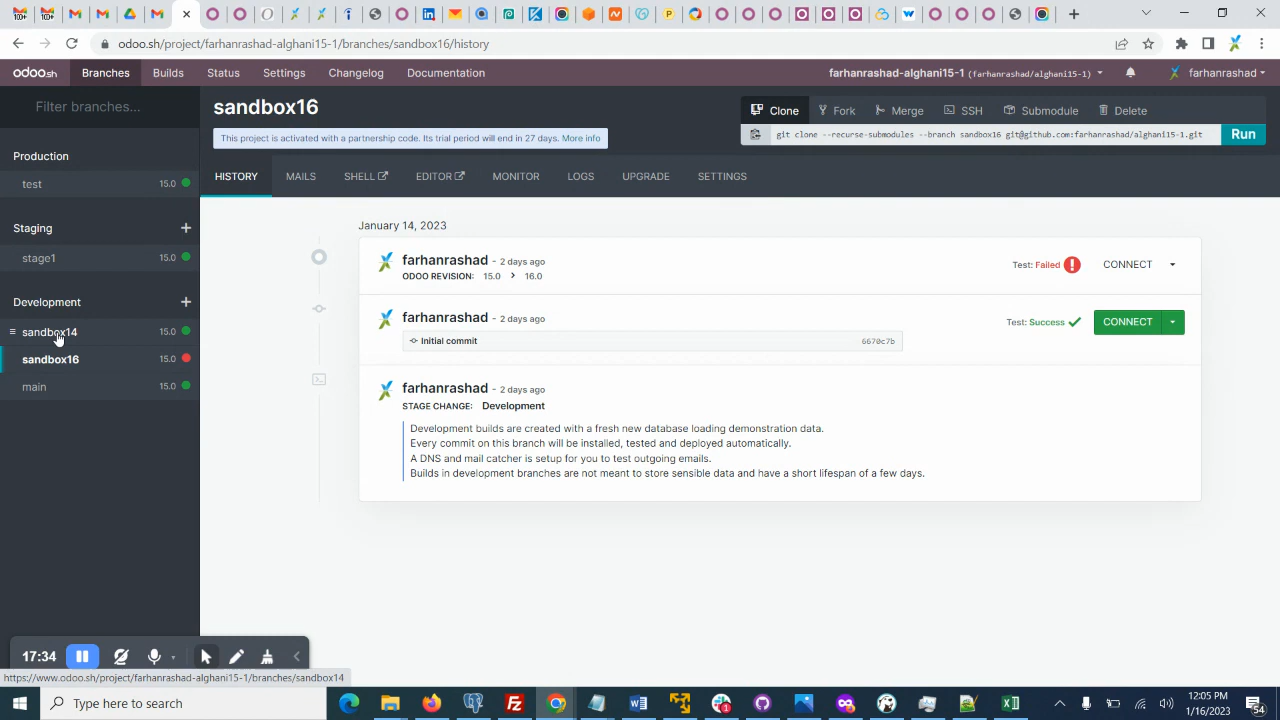 10+
10+
odoo.sh/project/farhanrashad-alghani15-1/branches/sandbox16/history
odoo.sh
Branches
Builds
Status
Settings
Changelog
Documentation
farhanrashad-alghani15-1 (farhanrashad/alghani15-1)
farhanrashad
Filter branches...
sandbox16
Clone
Fork
Merge
SSH
Submodule
Delete
This project is activated with a partnership code. Its trial period will end in 27 days. More info
git clone --recurse-submodules --branch sandbox16 git@github.com:farhanrashad/alghani15-1.git
Run
Production
test 15.0
Staging +
stage1 15.0
Development +
sandbox14 15.0
sandbox16 15.0
main 15.0
HISTORY
MAILS
SHELL
EDITOR
MONITOR
LOGS
UPGRADE
SETTINGS
January 14, 2023
farhanrashad - 2 days ago
ODOO REVISION: 15.0 > 16.0
Test: Failed
CONNECT
farhanrashad - 2 days ago
Initial commit 6670c7b
Test: Success
CONNECT
farhanrashad - 2 days ago
STAGE CHANGE: Development
Development builds are created with a fresh new database loading demonstration data.
Every commit on this branch will be installed, tested and deployed automatically.
A DNS and mail catcher is setup for you to test outgoing emails.
Builds in development branches are not meant to store sensible data and have a short lifespan of a few days.
17:34
https://www.odoo.sh/project/farhanrashad-alghani15-1/branches/sandbox14
Type here to search
12:05 PM
1/16/2023
54